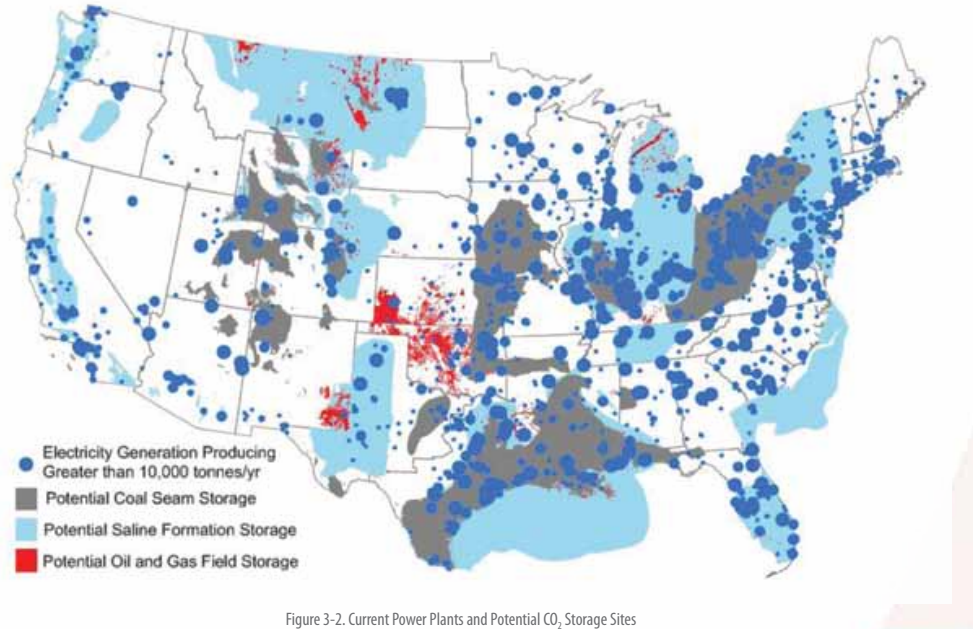 Electricity Generation Producing
Greater than 10,000 tonnes/yr
Potential Coal Seam Storage
Potential Saline Formation Storage
Potential Oil and Gas Field Storage
Figure 3-2. Current Power Plants and Potential CO₂ Storage Sites